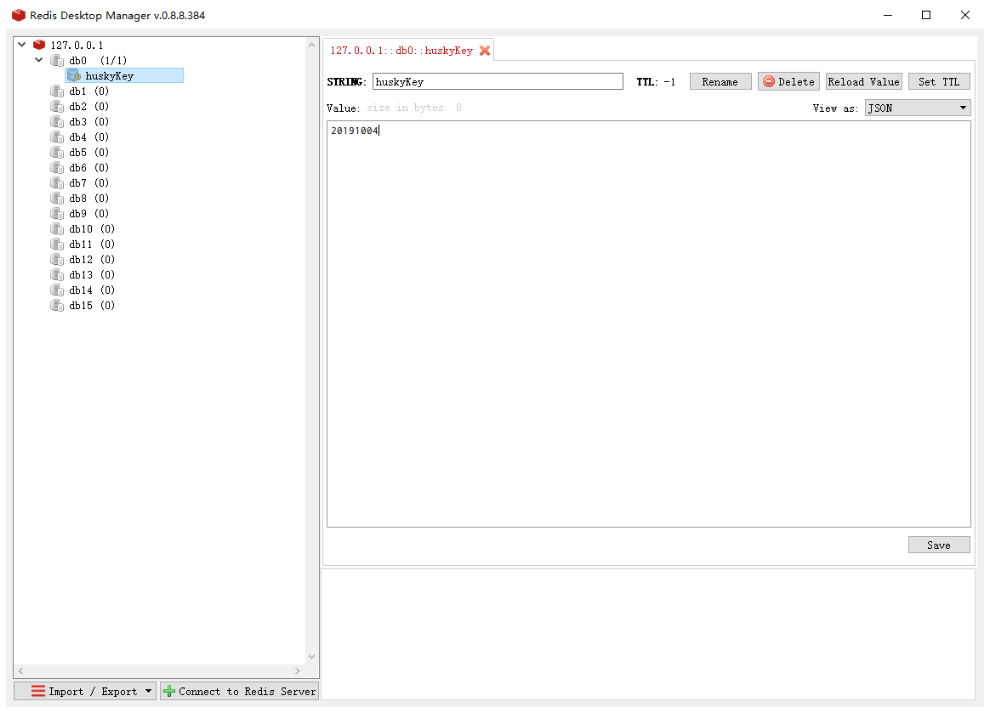 Redis Desktop Manager v.0.8.8.384
127.0.0.1
db0 (1/1)
huskyKey
db1 (0)
db2 (0)
db3 (0)
db4 (0)
db5 (0)
db6 (0)
db7 (0)
db8 (0)
db9 (0)
db10 (0)
db11 (0)
db12 (0)
db13 (0)
db14 (0)
db15 (0)
Import / Export
Connect to Redis Server
127.0.0.1::db0::huskyKey
STRING: huskyKey TTL: -1 Rename Delete Reload Value Set TTL
Value: size in bytes: 8 View as: JSON
20191004
Save